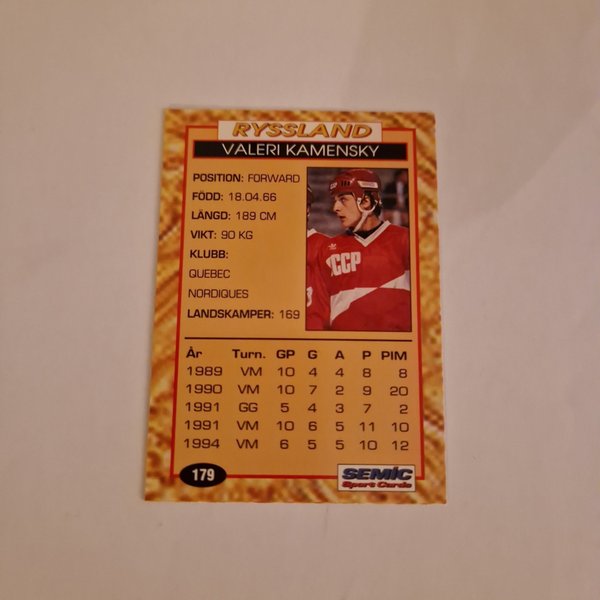 RYSSLAND
VALERI KAMENSKY
POSITION: FORWARD
FÖDD: 18.04.66
LÄNGD: 189 CM
VIKT: 90 KG
KLUBB:
QUEBEC
NORDIQUES
LANDSKAMPER: 169
CCCP
År Turn. GP G A P PIM
1989 VM 10 4 4 8 8
1990 VM 10 7 2 9 20
1991 GG 5 4 3 7 2
1991 VM 10 6 5 11 10
1994 VM 6 5 5 10 12
179
SEMIC
Sport Cards